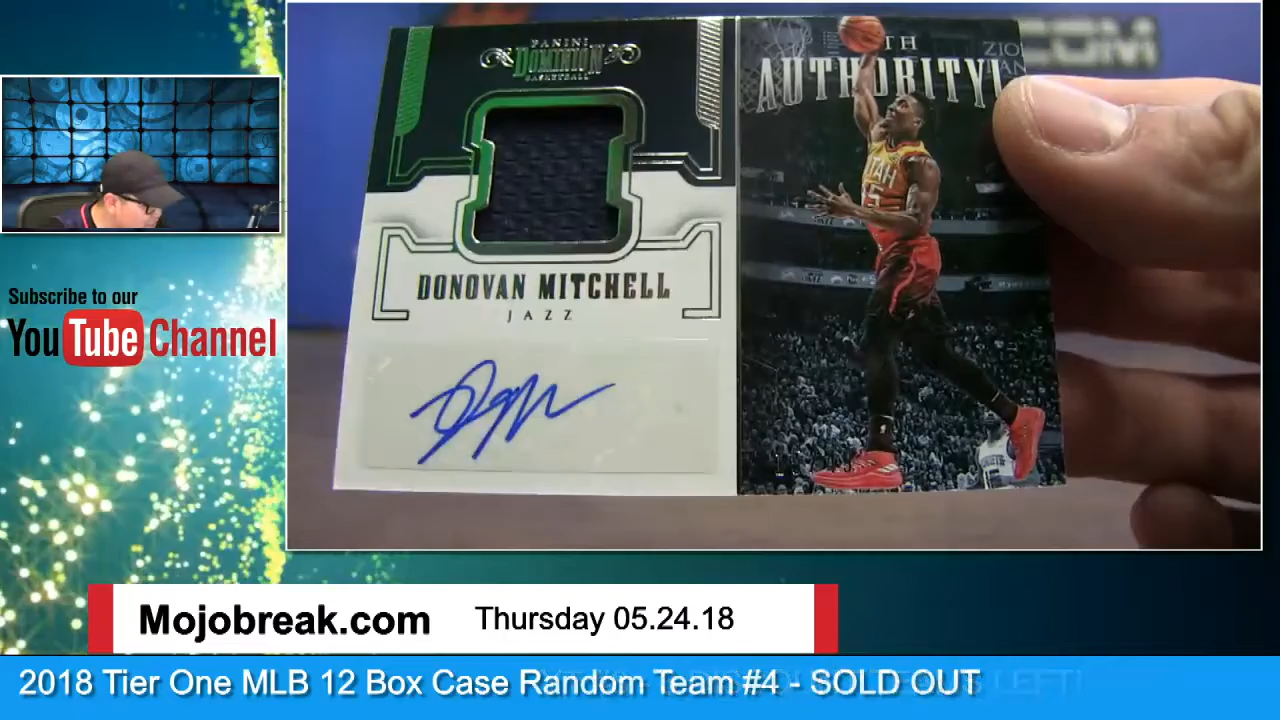 PANINI
DOMINION
BASKETBALL
DONOVAN MITCHELL
JAZZ
AUTHORITY!
UTAH
COM
Subscribe to our
YouTube Channel
Mojobreak.com
Thursday 05.24.18
2018 Tier One MLB 12 Box Case Random Team #4 - SOLD OUT